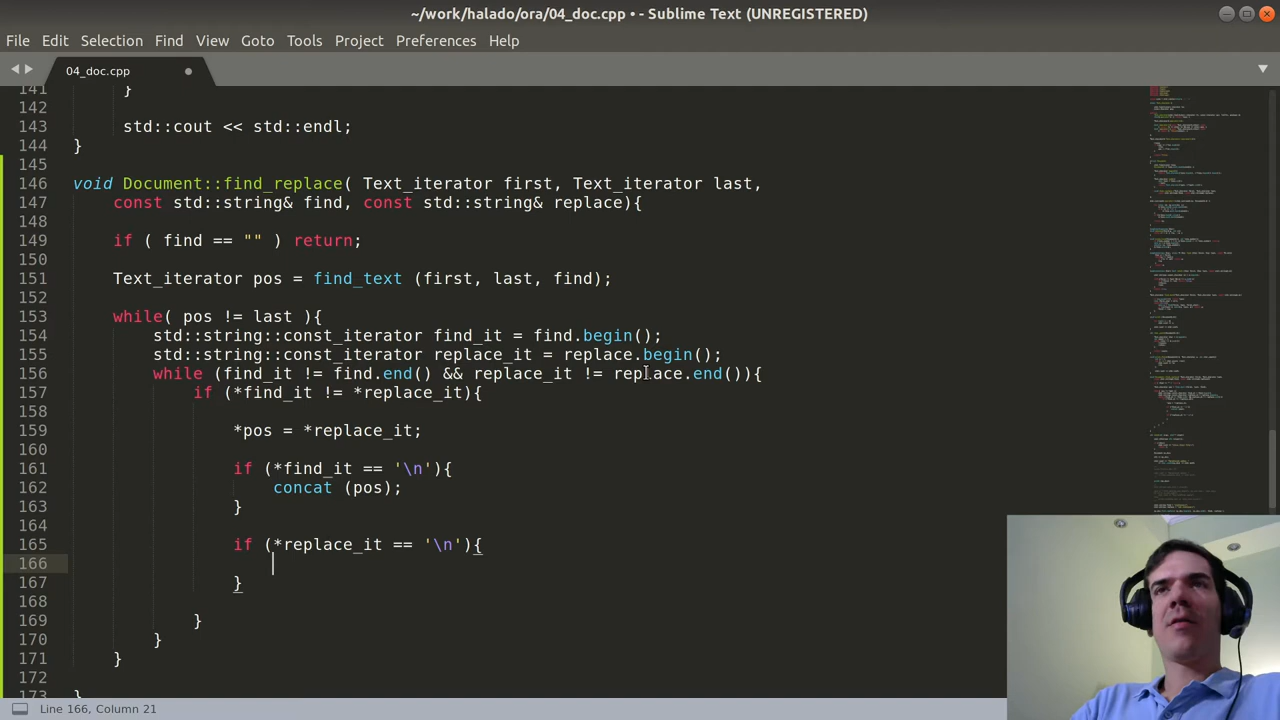 ~/work/halado/ora/04_doc.cpp • - Sublime Text (UNREGISTERED)
File Edit Selection Find View Goto Tools Project Preferences Help
04_doc.cpp
141 }
142
143 std::cout << std::endl;
144 }
145
146 void Document::find_replace( Text_iterator first, Text_iterator last,
147 const std::string& find, const std::string& replace){
148
149 if ( find == "" ) return;
150
151 Text_iterator pos = find_text (first, last, find);
152
153 while( pos != last ){
154 std::string::const_iterator find_it = find.begin();
155 std::string::const_iterator replace_it = replace.begin();
156 while (find_it != find.end() && replace_it != replace.end()){
157 if (*find_it != *replace_it){
158
159 *pos = *replace_it;
160
161 if (*find_it == '\n'){
162 concat (pos);
163 }
164
165 if (*replace_it == '\n'){
166
167 }
168
169 }
170 }
171 }
172
173 }
Line 166, Column 21